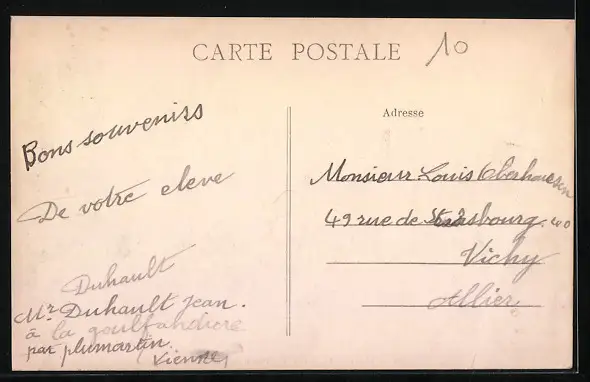 CARTE POSTALE
10
Bons souvenirs
De votre eleve
Duhault
Mr Duhault Jean.
à la
par plumartin.
(Vienne)
Adresse
Monsieur Louis
49 rue de Strasbourg.
Vichy
Allier